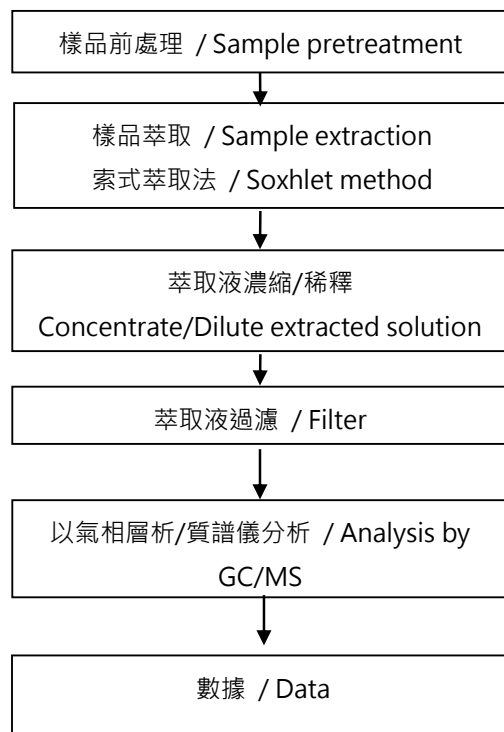 樣品前處理 / Sample pretreatment
樣品萃取 / Sample extraction
索式萃取法 / Soxhlet method
萃取液濃縮/稀釋
Concentrate/Dilute extracted solution
萃取液過濾 / Filter
以氣相層析/質譜儀分析 / Analysis by
GC/MS
數據 / Data